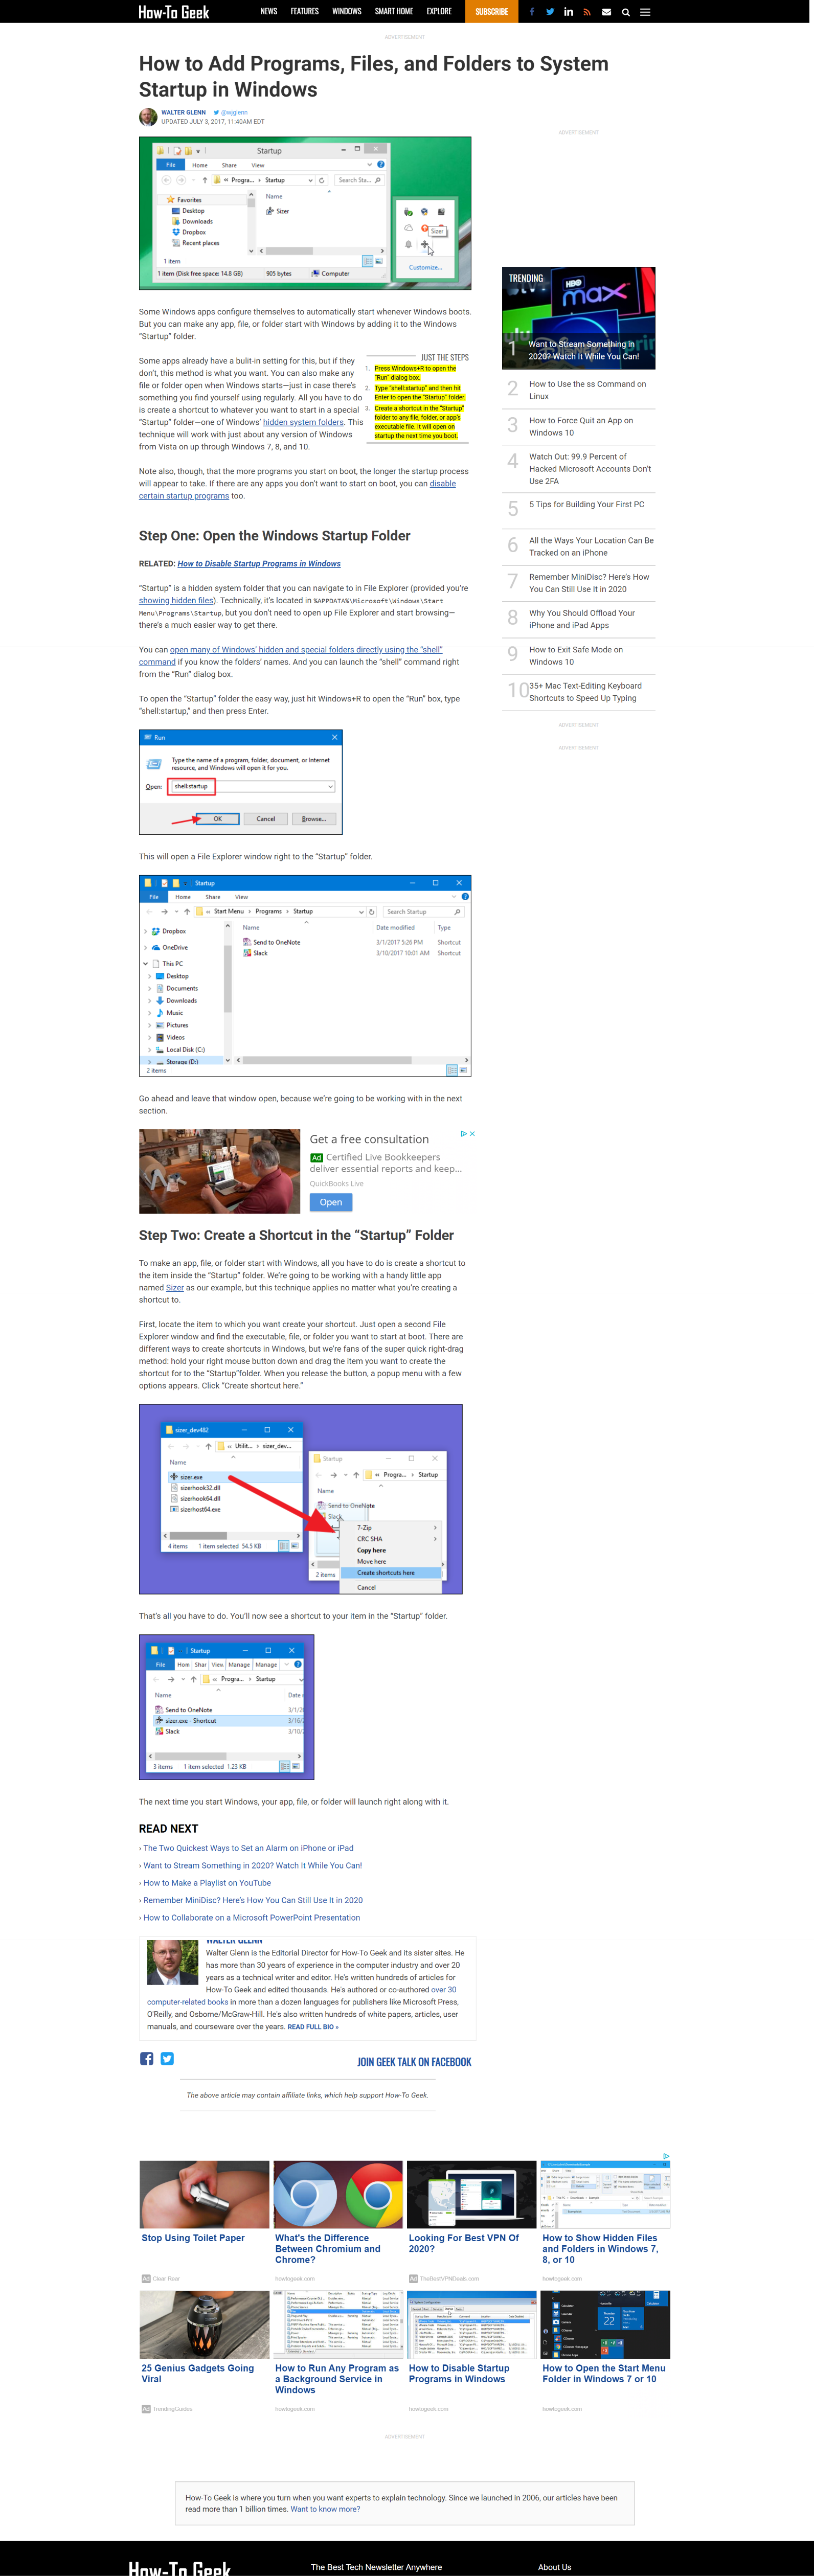 How-To Geek
NEWS FEATURES WINDOWS SMART HOME EXPLORE SUBSCRIBE
ADVERTISEMENT
How to Add Programs, Files, and Folders to System
Startup in Windows
WALTER GLENN @wjglenn
UPDATED JULY 3, 2017, 11:40AM EDT
ADVERTISEMENT
Startup
File Home Share View
« Progra... › Startup Search Sta...
Favorites
Desktop
Downloads
Dropbox
Recent places
Name
Sizer
Sizer
Customize...
1 item
1 item (Disk free space: 14.8 GB) 905 bytes Computer
Some Windows apps configure themselves to automatically start whenever Windows boots.
But you can make any app, file, or folder start with Windows by adding it to the Windows
“Startup” folder.
Some apps already have a built-in setting for this, but if they
don’t, this method is what you want. You can also make any
file or folder open when Windows starts—just in case there’s
something you find yourself using regularly. All you have to do
is create a shortcut to whatever you want to start in a special
“Startup” folder—one of Windows’ hidden system folders. This
technique will work with just about any version of Windows
from Vista on up through Windows 7, 8, and 10.
JUST THE STEPS
1. Press Windows+R to open the
“Run” dialog box.
2. Type “shell:startup” and then hit
Enter to open the “Startup” folder.
3. Create a shortcut in the “Startup”
folder to any file, folder, or app’s
executable file. It will open on
startup the next time you boot.
Note also, though, that the more programs you start on boot, the longer the startup process
will appear to take. If there are any apps you don’t want to start on boot, you can disable
certain startup programs too.
TRENDING
HBO
max
1 Want to Stream Something in
2020? Watch It While You Can!
2 How to Use the ss Command on
Linux
3 How to Force Quit an App on
Windows 10
4 Watch Out: 99.9 Percent of
Hacked Microsoft Accounts Don’t
Use 2FA
5 5 Tips for Building Your First PC
6 All the Ways Your Location Can Be
Tracked on an iPhone
7 Remember MiniDisc? Here’s How
You Can Still Use It in 2020
8 Why You Should Offload Your
iPhone and iPad Apps
9 How to Exit Safe Mode on
Windows 10
10 35+ Mac Text-Editing Keyboard
Shortcuts to Speed Up Typing
ADVERTISEMENT
ADVERTISEMENT
Step One: Open the Windows Startup Folder
RELATED: How to Disable Startup Programs in Windows
“Startup” is a hidden system folder that you can navigate to in File Explorer (provided you’re
showing hidden files). Technically, it’s located in %APPDATA%\Microsoft\Windows\Start
Menu\Programs\Startup, but you don’t need to open up File Explorer and start browsing—
there’s a much easier way to get there.
You can open many of Windows’ hidden and special folders directly using the “shell”
command if you know the folders’ names. And you can launch the “shell” command right
from the “Run” dialog box.
To open the “Startup” folder the easy way, just hit Windows+R to open the “Run” box, type
“shell:startup,” and then press Enter.
Run
Type the name of a program, folder, document, or Internet
resource, and Windows will open it for you.
Open: shell:startup
OK Cancel Browse...
This will open a File Explorer window right to the “Startup” folder.
Startup
File Home Share View
« Start Menu › Programs › Startup Search Startup
Dropbox
OneDrive
This PC
Desktop
Documents
Downloads
Music
Pictures
Videos
Local Disk (C:)
Storage (D:)
Name Date modified Type
Send to OneNote 3/1/2017 5:26 PM Shortcut
Slack 3/10/2017 10:01 AM Shortcut
2 items
Go ahead and leave that window open, because we’re going to be working with in the next
section.
Get a free consultation
Ad Certified Live Bookkeepers
deliver essential reports and keep...
QuickBooks Live
Open
Step Two: Create a Shortcut in the “Startup” Folder
To make an app, file, or folder start with Windows, all you have to do is create a shortcut to
the item inside the “Startup” folder. We’re going to be working with a handy little app
named Sizer as our example, but this technique applies no matter what you’re creating a
shortcut to.
First, locate the item to which you want create your shortcut. Just open a second File
Explorer window and find the executable, file, or folder you want to start at boot. There are
different ways to create shortcuts in Windows, but we’re fans of the super quick right-drag
method: hold your right mouse button down and drag the item you want to create the
shortcut for to the “Startup”folder. When you release the button, a popup menu with a few
options appears. Click “Create shortcut here.”
sizer_dev482
« Utilit... › sizer_dev...
Name
sizer.exe
sizerhook32.dll
sizerhook64.dll
sizerhost64.exe
4 items 1 item selected 54.5 KB
Startup
« Progra... › Startup
Name
Send to OneNote
Slack
2 items
7-Zip
CRC SHA
Copy here
Move here
Create shortcuts here
Cancel
That’s all you have to do. You’ll now see a shortcut to your item in the “Startup” folder.
Startup
File Hom Shar View Manage Manage
« Progra... › Startup
Name Date
Send to OneNote 3/1/2
sizer.exe - Shortcut 3/16/
Slack 3/10/
3 items 1 item selected 1.23 KB
The next time you start Windows, your app, file, or folder will launch right along with it.
READ NEXT
› The Two Quickest Ways to Set an Alarm on iPhone or iPad
› Want to Stream Something in 2020? Watch It While You Can!
› How to Make a Playlist on YouTube
› Remember MiniDisc? Here’s How You Can Still Use It in 2020
› How to Collaborate on a Microsoft PowerPoint Presentation
WALTER GLENN
Walter Glenn is the Editorial Director for How-To Geek and its sister sites. He
has more than 30 years of experience in the computer industry and over 20
years as a technical writer and editor. He's written hundreds of articles for
How-To Geek and edited thousands. He's authored or co-authored over 30
computer-related books in more than a dozen languages for publishers like Microsoft Press,
O'Reilly, and Osborne/McGraw-Hill. He's also written hundreds of white papers, articles, user
manuals, and courseware over the years. READ FULL BIO »
JOIN GEEK TALK ON FACEBOOK
The above article may contain affiliate links, which help support How-To Geek.
Stop Using Toilet Paper
Ad Clear Rear
What's the Difference
Between Chromium and
Chrome?
howtogeek.com
Looking For Best VPN Of
2020?
Ad TheBestVPNDeals.com
How to Show Hidden Files
and Folders in Windows 7,
8, or 10
howtogeek.com
25 Genius Gadgets Going
Viral
Ad TrendingGuides
How to Run Any Program as
a Background Service in
Windows
howtogeek.com
How to Disable Startup
Programs in Windows
howtogeek.com
How to Open the Start Menu
Folder in Windows 7 or 10
howtogeek.com
ADVERTISEMENT
How-To Geek is where you turn when you want experts to explain technology. Since we launched in 2006, our articles have been
read more than 1 billion times. Want to know more?
How-To Geek
The Best Tech Newsletter Anywhere
About Us